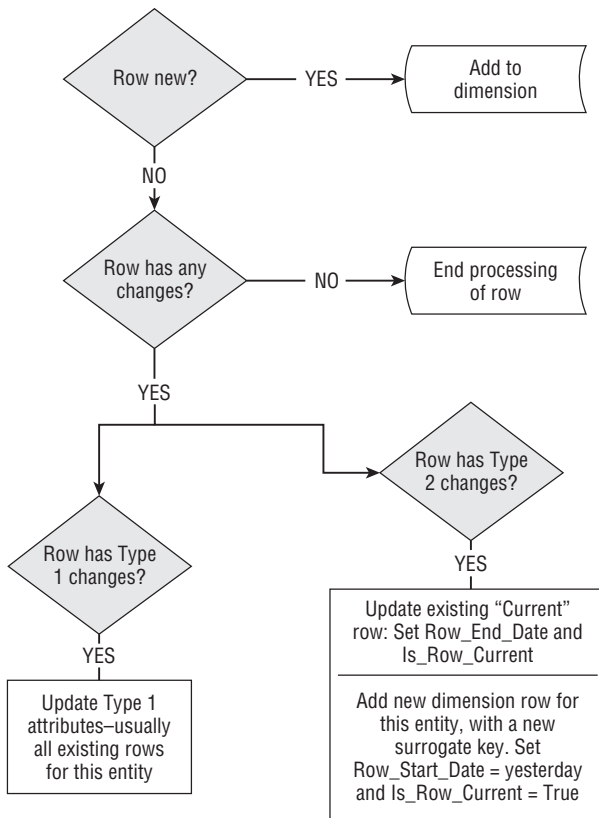 Row new?
YES
Add to
dimension
NO
Row has any
changes?
NO
End processing
of row
YES
Row has Type
2 changes?
Row has Type
1 changes?
YES
Update existing “Current”
row: Set Row_End_Date and
Is_Row_Current
YES
Update Type 1
attributes–usually
all existing rows
for this entity
Add new dimension row for
this entity, with a new
surrogate key. Set
Row_Start_Date = yesterday
and Is_Row_Current = True